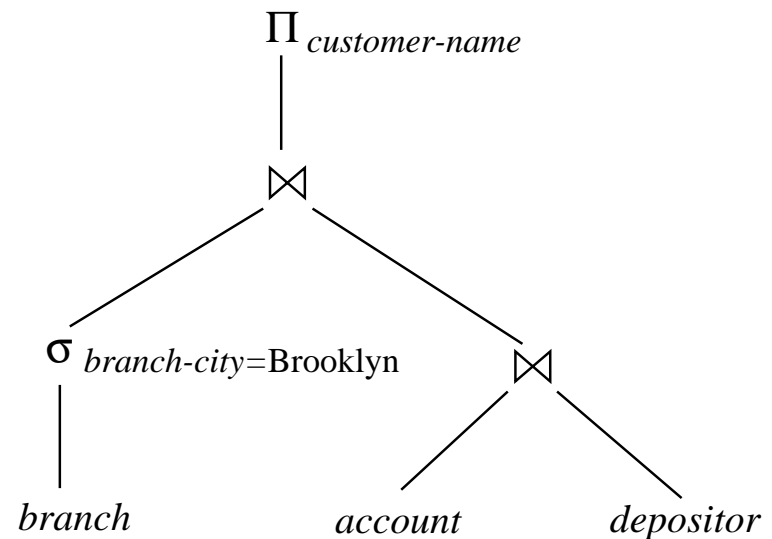 Π customer-name
⋈
σ branch-city=Brooklyn
⋈
branch
account
depositor